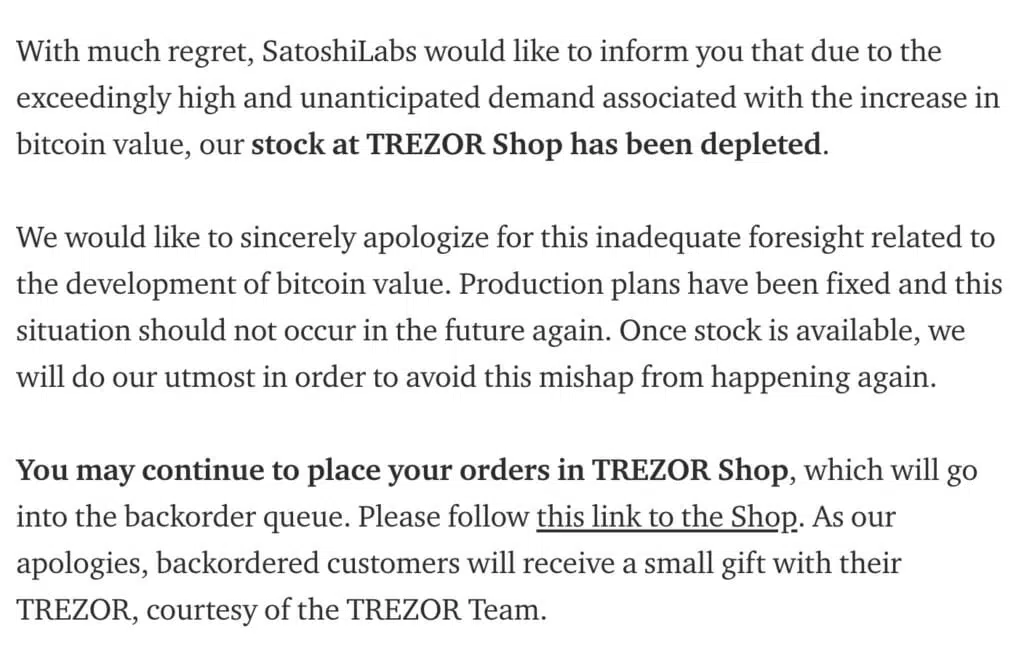 With much regret, SatoshiLabs would like to inform you that due to the
exceedingly high and unanticipated demand associated with the increase in
bitcoin value, our stock at TREZOR Shop has been depleted.
We would like to sincerely apologize for this inadequate foresight related to
the development of bitcoin value. Production plans have been fixed and this
situation should not occur in the future again. Once stock is available, we
will do our utmost in order to avoid this mishap from happening again.
You may continue to place your orders in TREZOR Shop, which will go
into the backorder queue. Please follow this link to the Shop. As our
apologies, backordered customers will receive a small gift with their
TREZOR, courtesy of the TREZOR Team.